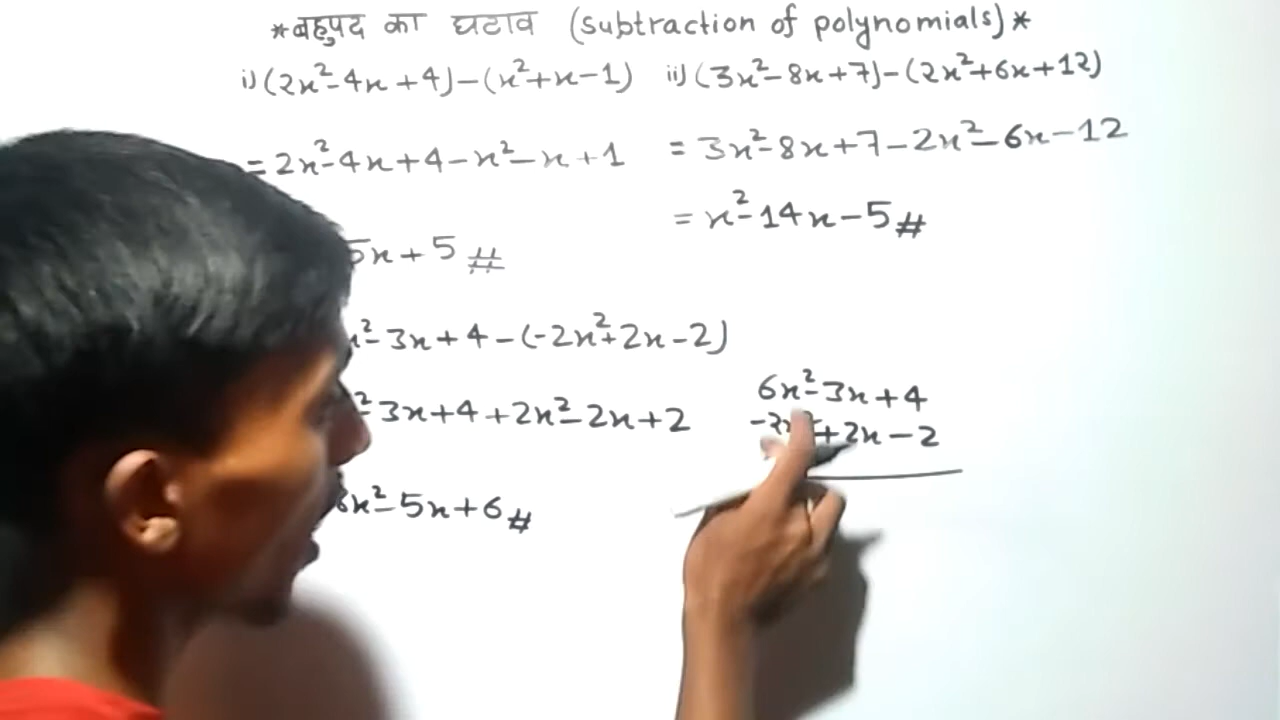 *बहुपद का घटाव (subtraction of polynomials)*
i) (2x²-4x+4)-(x²+x-1)
= 2x²-4x+4-x²-x+1
5x+5 #
ii) (3x²-8x+7)-(2x²+6x+12)
= 3x²-8x+7-2x²-6x-12
= x²-14x-5 #
x²-3x+4-(-2x²+2x-2)
²-3x+4+2x²-2x+2
8x²-5x+6 #
6x²-3x+4
-2x²+2x-2